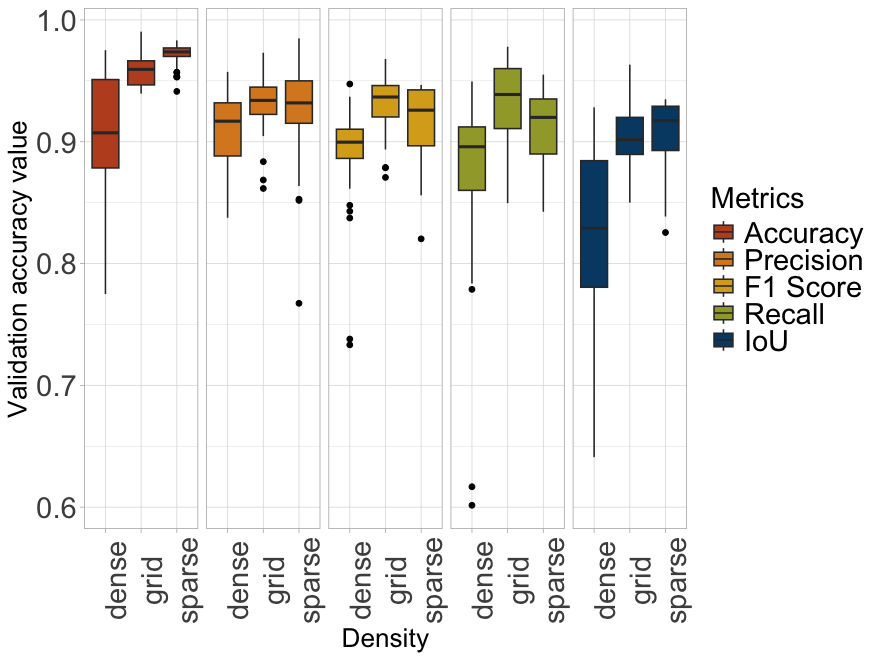 Validation accuracy value
1.0
0.9
0.8
0.7
0.6
dense
grid
sparse
dense
grid
sparse
dense
grid
sparse
dense
grid
sparse
dense
grid
sparse
Density
Metrics
Accuracy
Precision
F1 Score
Recall
IoU